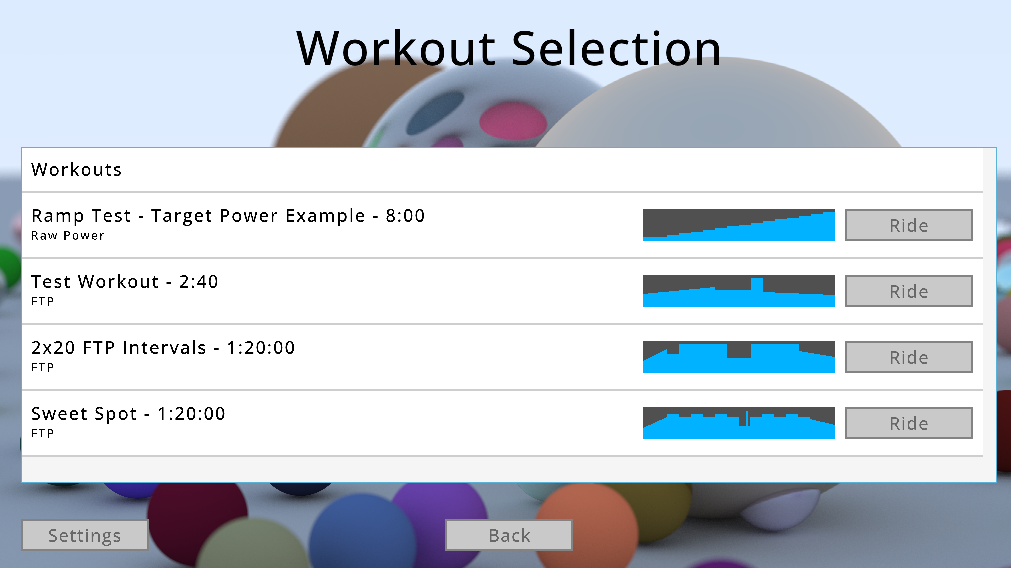 Workout Selection
Workouts
Ramp Test - Target Power Example - 8:00
Raw Power
Ride
Test Workout - 2:40
FTP
Ride
2x20 FTP Intervals - 1:20:00
FTP
Ride
Sweet Spot - 1:20:00
FTP
Ride
Settings
Back